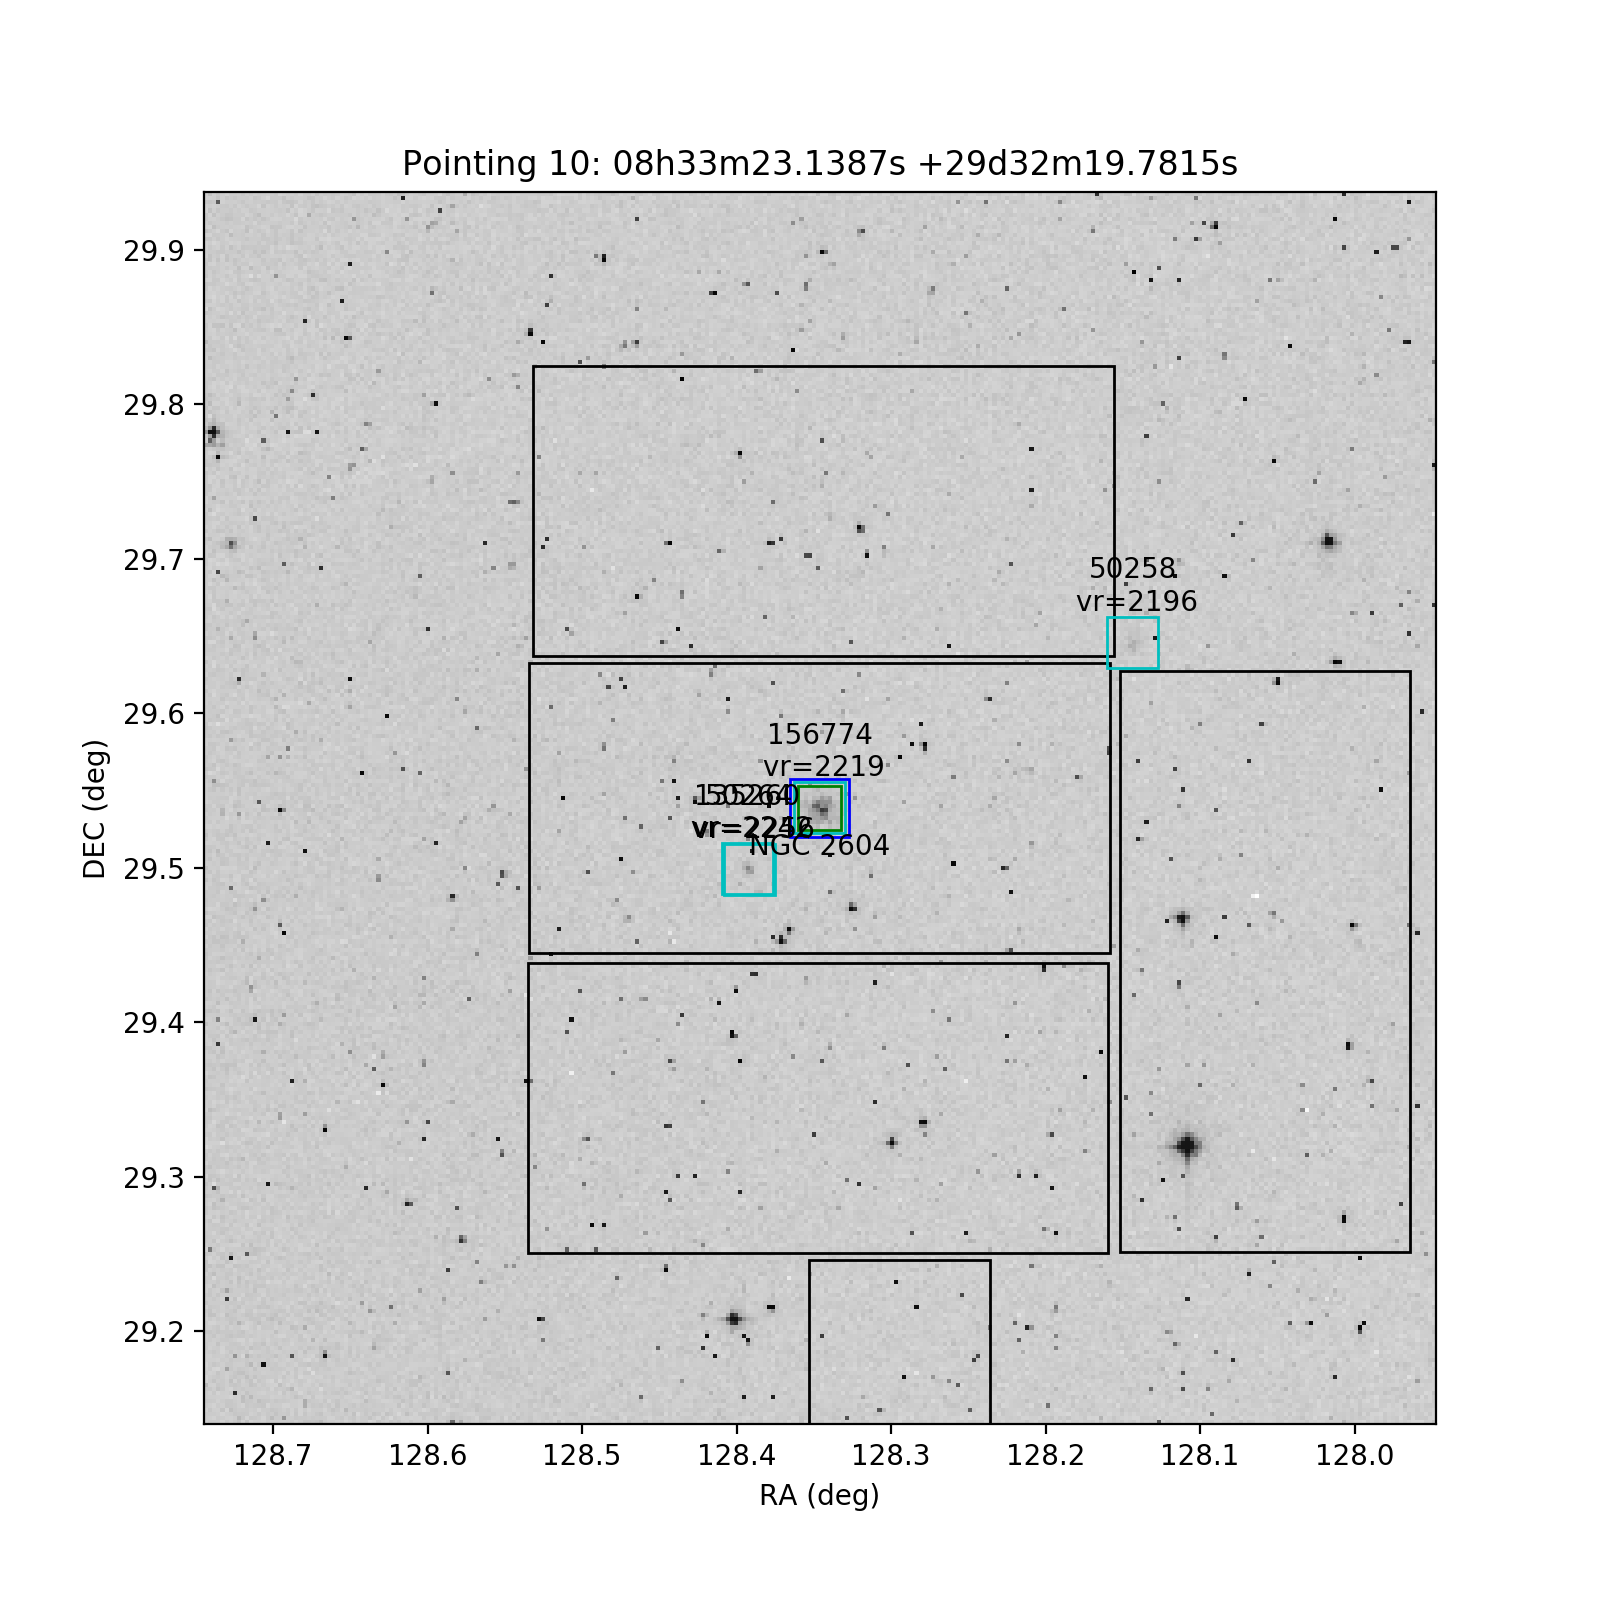 Pointing 10: 08h33m23.1387s +29d32m19.7815s
29.9
29.8
29.7
50258
vr=2196
29.6
156774
vr=2219
NGC 2604
29.5
29.4
29.3
29.2
DEC (deg)
128.7 128.6 128.5 128.4 128.3 128.2 128.1 128.0
RA (deg)